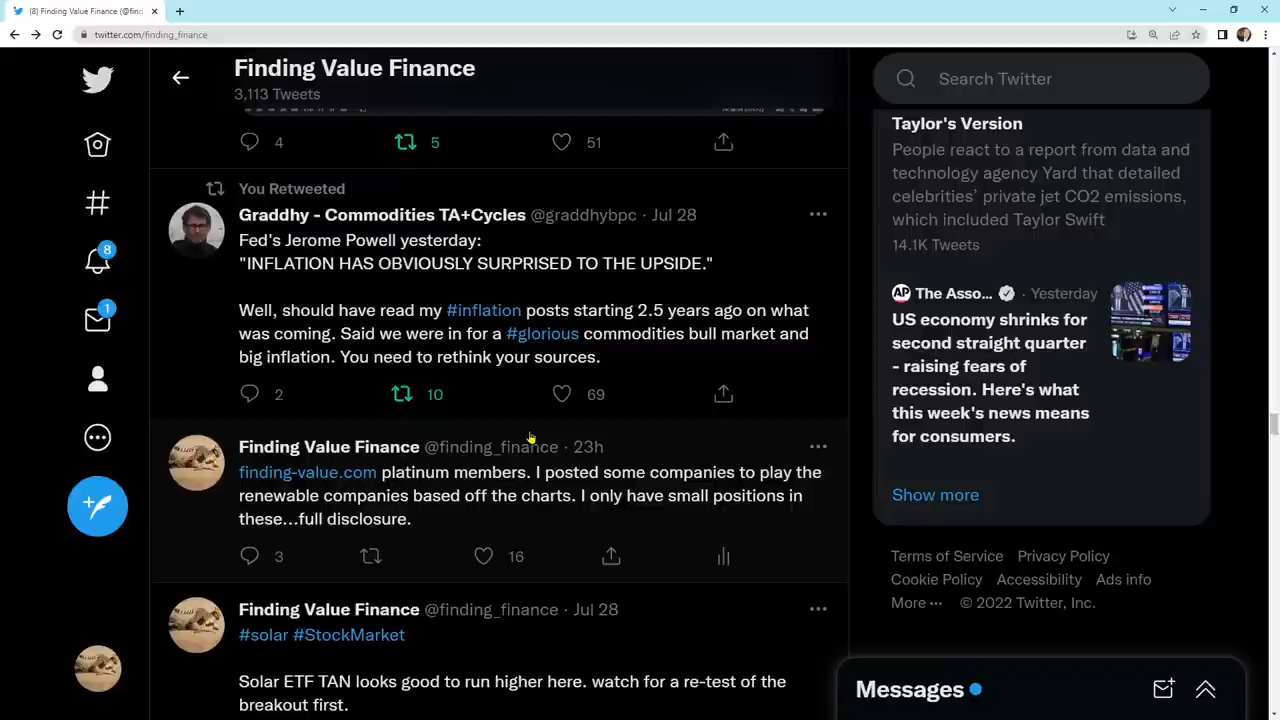 (8) Finding Value Finance (@find
twitter.com/finding_finance
Finding Value Finance
3,113 Tweets
4
5
51
You Retweeted
Graddhy - Commodities TA+Cycles @graddhybpc · Jul 28
Fed's Jerome Powell yesterday:
"INFLATION HAS OBVIOUSLY SURPRISED TO THE UPSIDE."
Well, should have read my #inflation posts starting 2.5 years ago on what
was coming. Said we were in for a #glorious commodities bull market and
big inflation. You need to rethink your sources.
2
10
69
Finding Value Finance @finding_finance · 23h
finding-value.com platinum members. I posted some companies to play the
renewable companies based off the charts. I only have small positions in
these...full disclosure.
3
16
Finding Value Finance @finding_finance · Jul 28
#solar #StockMarket
Solar ETF TAN looks good to run higher here. watch for a re-test of the
breakout first.
8
1
Search Twitter
Taylor's Version
People react to a report from data and
technology agency Yard that detailed
celebrities' private jet CO2 emissions,
which included Taylor Swift
14.1K Tweets
AP
The Asso... · Yesterday
US economy shrinks for
second straight quarter
- raising fears of
recession. Here's what
this week's news means
for consumers.
Show more
Terms of Service Privacy Policy
Cookie Policy Accessibility Ads info
More ··· © 2022 Twitter, Inc.
Messages